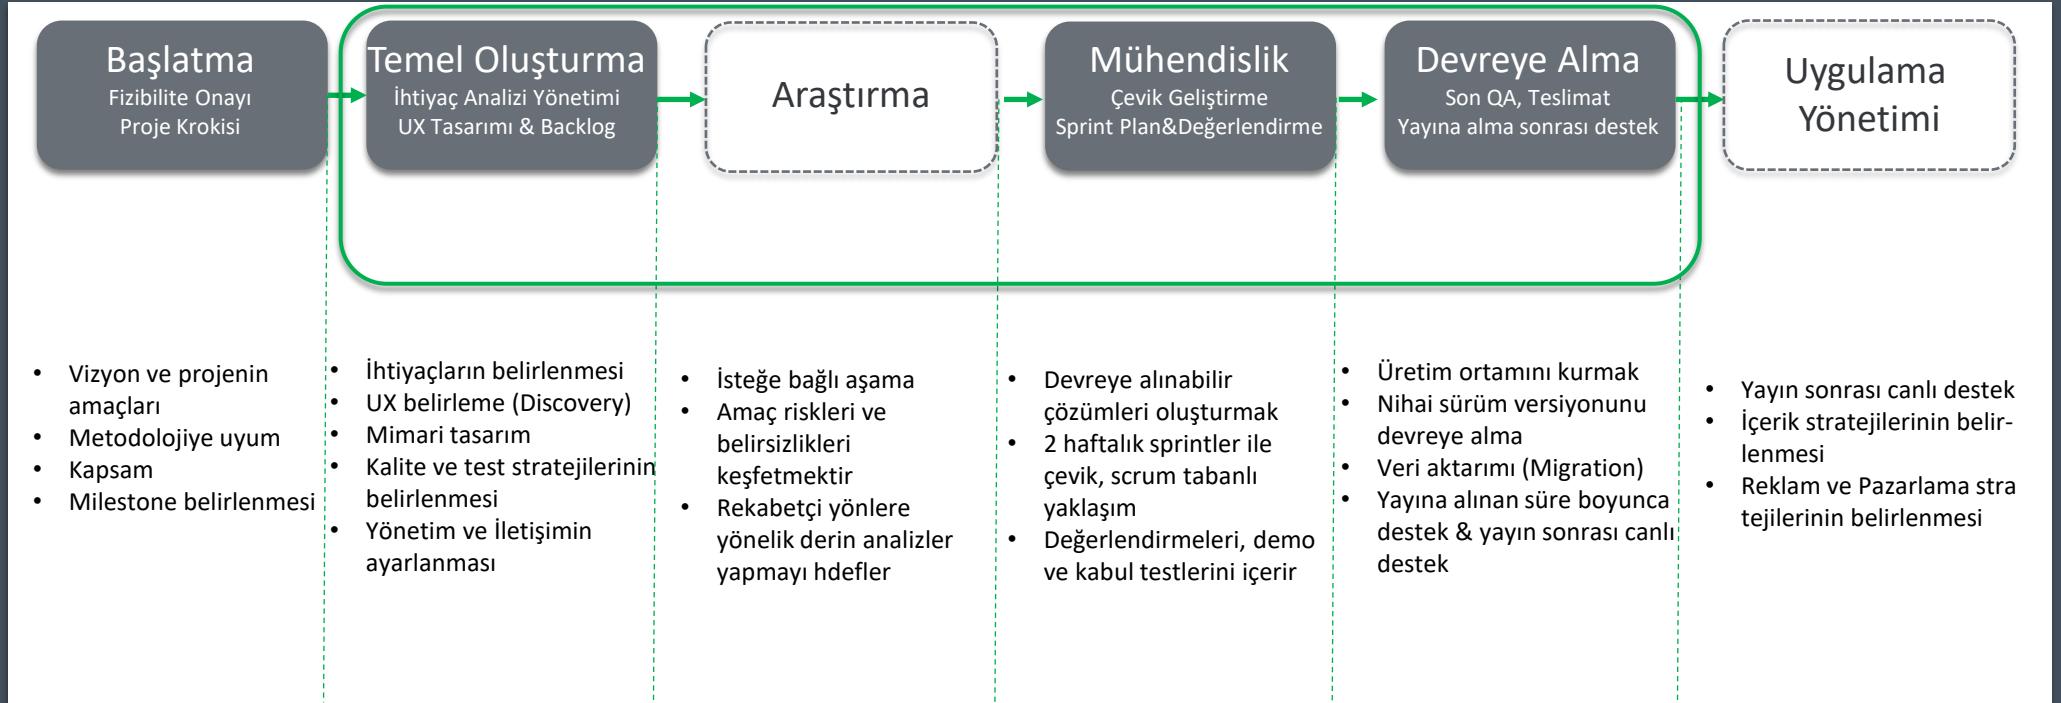 Başlatma
Fizibilite Onayı
Proje Krokisi
Temel Oluşturma
İhtiyaç Analizi Yönetimi
UX Tasarımı & Backlog
Araştırma
Mühendislik
Çevik Geliştirme
Sprint Plan&Değerlendirme
Devreye Alma
Son QA, Teslimat
Yayına alma sonrası destek
Uygulama
Yönetimi
• Vizyon ve projenin
amaçları
• Metodolojiye uyum
• Kapsam
• Milestone belirlenmesi
• İhtiyaçların belirlenmesi
• UX belirleme (Discovery)
• Mimari tasarım
• Kalite ve test stratejilerinin
belirlenmesi
• Yönetim ve İletişimin
ayarlanması
• İsteğe bağlı aşama
• Amaç riskleri ve
belirsizlikleri
keşfetmektir
• Rekabetçi yönlere
yönelik derin analizler
yapmayı hdefler
• Devreye alınabilir
çözümleri oluşturmak
• 2 haftalık sprintler ile
çevik, scrum tabanlı
yaklaşım
• Değerlendirmeleri, demo
ve kabul testlerini içerir
• Üretim ortamını kurmak
• Nihai sürüm versiyonunu
devreye alma
• Veri aktarımı (Migration)
• Yayına alınan süre boyunca
destek & yayın sonrası canlı
destek
• Yayın sonrası canlı destek
• İçerik stratejilerinin belir-
lenmesi
• Reklam ve Pazarlama stra
tejilerinin belirlenmesi